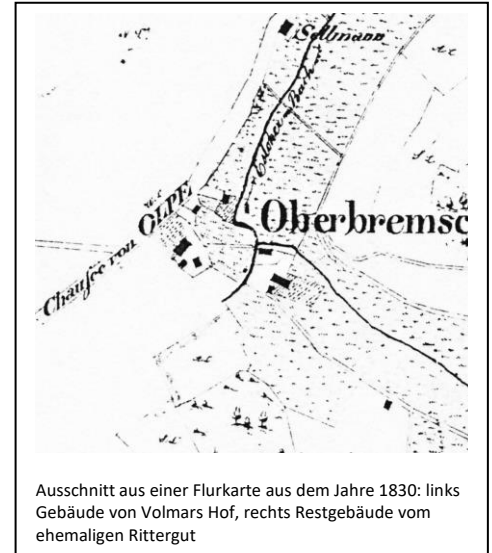 Sellmann
Bach
Chaussee von OLPE
Oberbremsc
Ausschnitt aus einer Flurkarte aus dem Jahre 1830: links
Gebäude von Volmars Hof, rechts Restgebäude vom
ehemaligen Rittergut